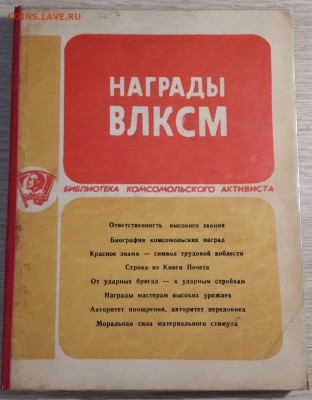 COINS.LAVE.RU
НАГРАДЫ
ВЛКСМ
БИБЛИОТЕКА КОМСОМОЛЬСКОГО АКТИВИСТА
Ответственность высокого звания
Биография комсомольских наград
Красное знамя — символ трудовой доблести
Строка из Книги Почета
От ударных бригад — к ударным стройкам
Награды мастерам высоких урожаев
Авторитет поощрения, авторитет передовика
Моральная сила материального стимула